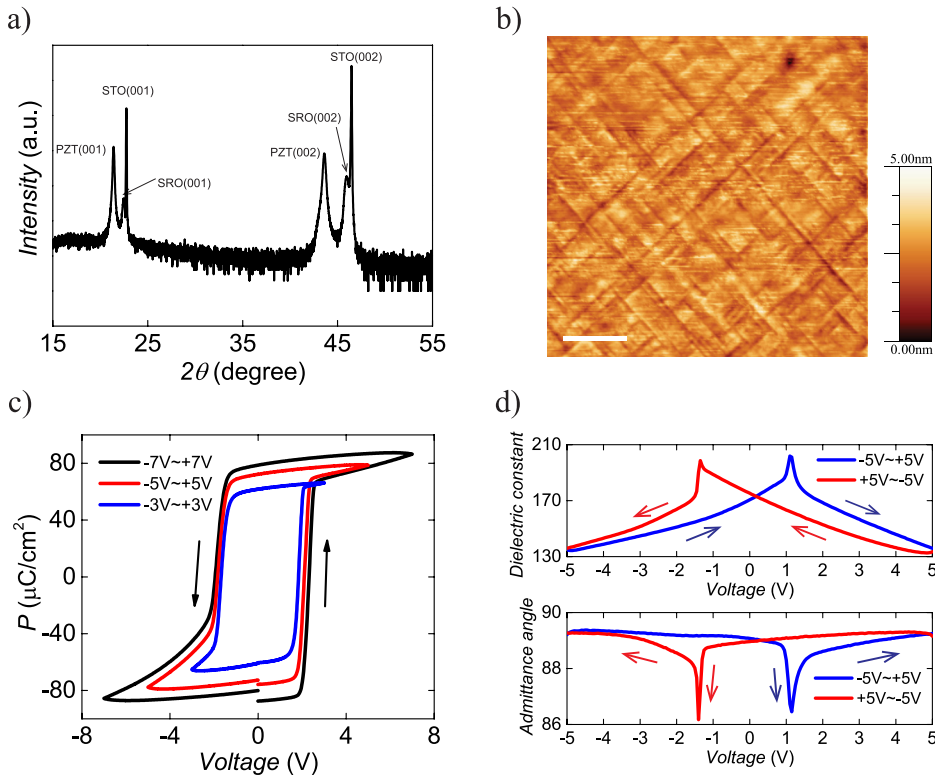 a)
STO(002)
STO(001)
SRO(002)
PZT(001)
PZT(002)
SRO(001)
Intensity (a.u.)
15 25 35 45 55
2θ (degree)
b)
5.00nm
0.00nm
c)
80
40
0
-40
-80
P (μC/cm2)
-7V~+7V
-5V~+5V
-3V~+3V
-8 -4 0 4 8
Voltage (V)
d)
210
170
130
Dielectric constant
-5V~+5V
+5V~-5V
-5 -4 -3 -2 -1 0 1 2 3 4 5
Voltage (V)
90
88
86
Admittance angle
-5V~+5V
+5V~-5V
-5 -4 -3 -2 -1 0 1 2 3 4 5
Voltage (V)